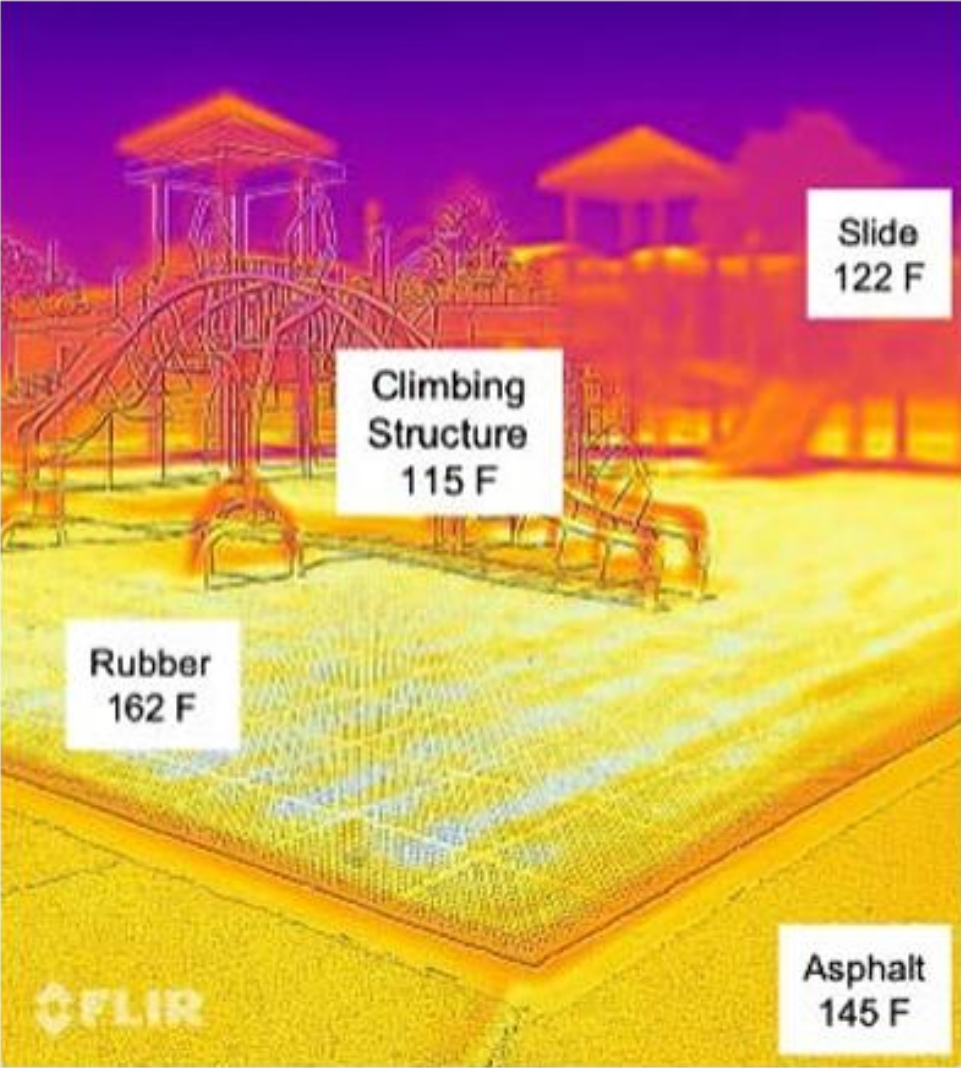 Slide
122 F
Climbing
Structure
115 F
Rubber
162 F
Asphalt
145 F
FLIR